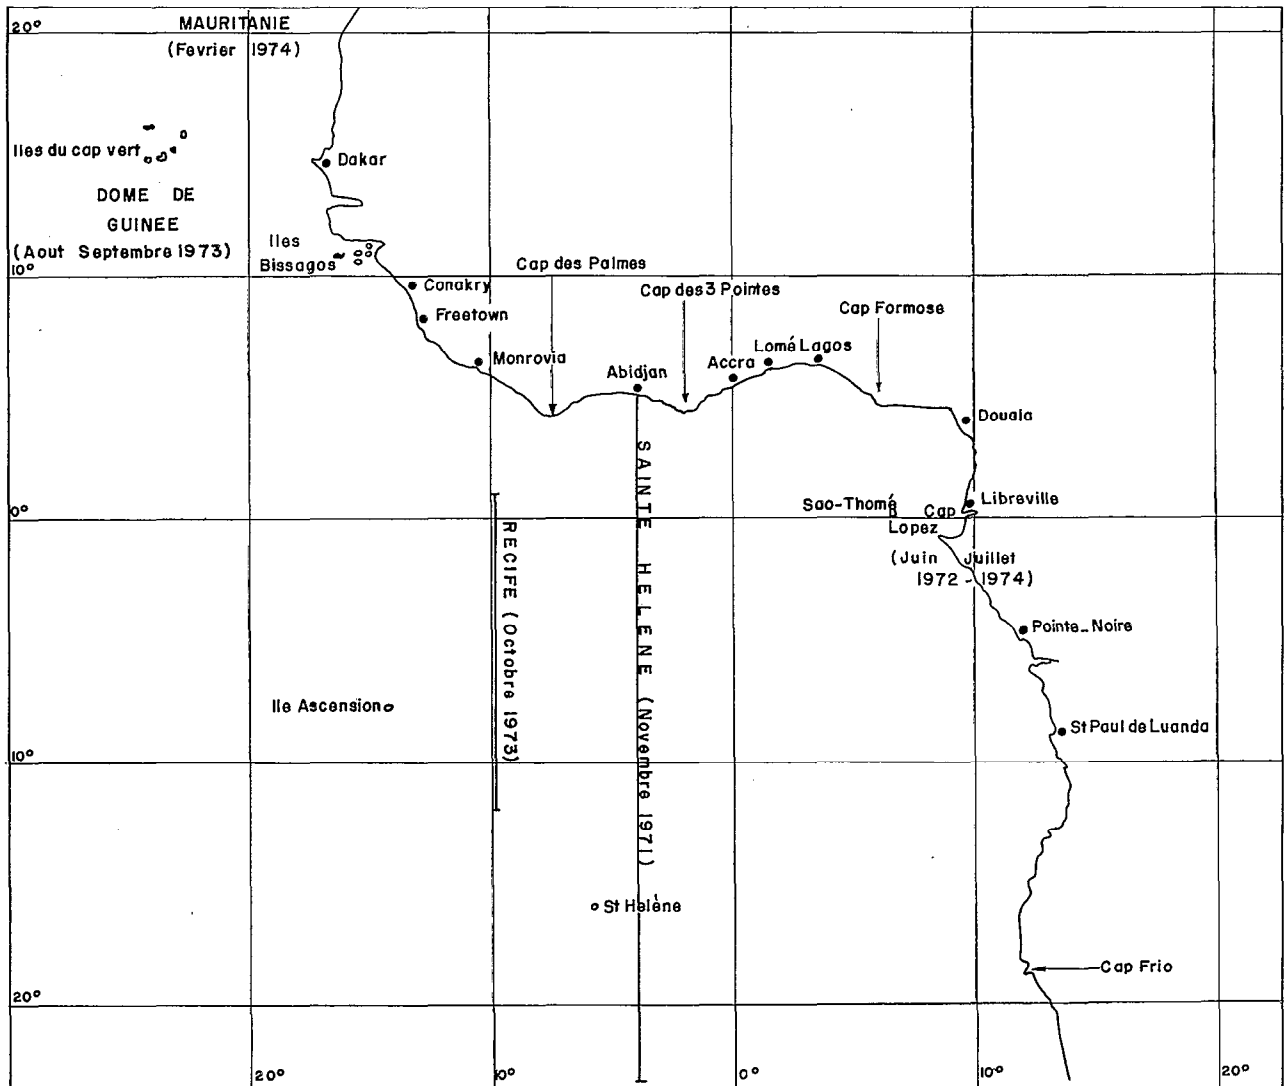 20°
MAURITANIE
(Fevrier 1974)
Iles du cap vert
Dakar
DOME DE
GUINEE
(Aout Septembre 1973)
Iles
Bissagos
10°
Cap des Palmes
Conakry
Cap des 3 Pointes
Cap Formose
Freetown
Monrovia
Lomé Lagos
Accra
Abidjan
Douala
SAINTE HELENE (Novembre 1971)
Sao-Thomé
Cap
Lopez
Libreville
0°
RECIFE (Octobre 1973)
(Juin Juillet
1972 - 1974)
Pointe_Noire
Ile Ascension
St Paul de Luanda
10°
St Helène
Cap Frio
20°
20°
10°
0°
10°
20°